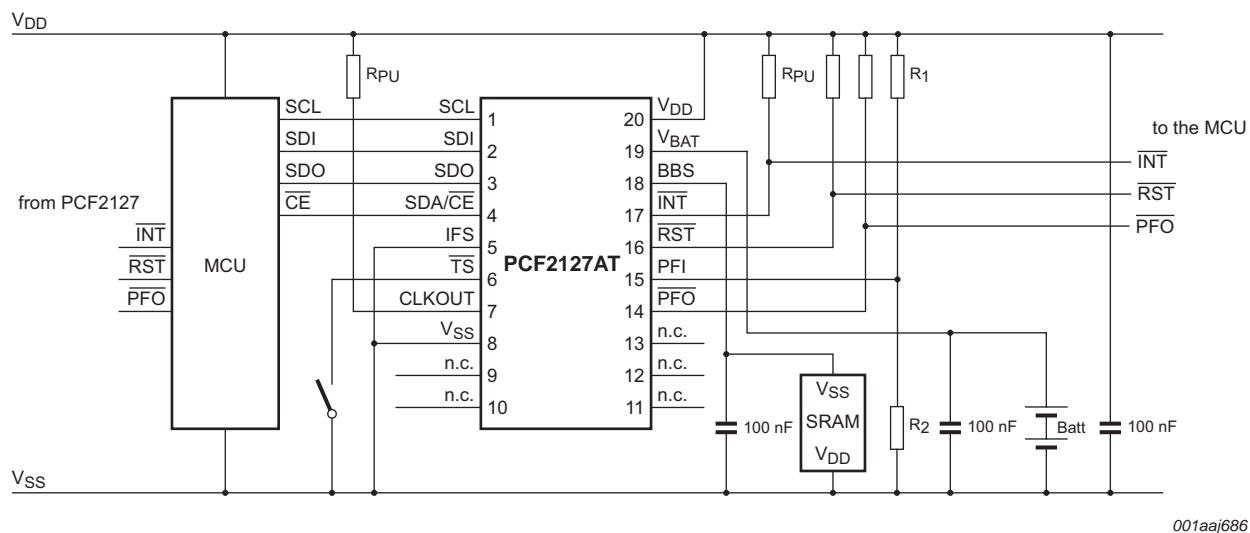 VDD
RPU
RPU
R1
SCL SCL 1 20 VDD
to the MCU
SDI SDI 2 19 VBAT
INT
SDO SDO 3 18 BBS
RST
from PCF2127
CE SDA/CE 4 17 INT
PFO
INT
IFS 5 16 RST
MCU
PCF2127AT
RST
TS 6 15 PFI
PFO
CLKOUT 7 14 PFO
VSS 8 13 n.c.
n.c. 9 12 n.c.
n.c. 10 11 n.c.
VSS
SRAM
VDD
100 nF
R2
100 nF
Batt
100 nF
VSS
001aaj686